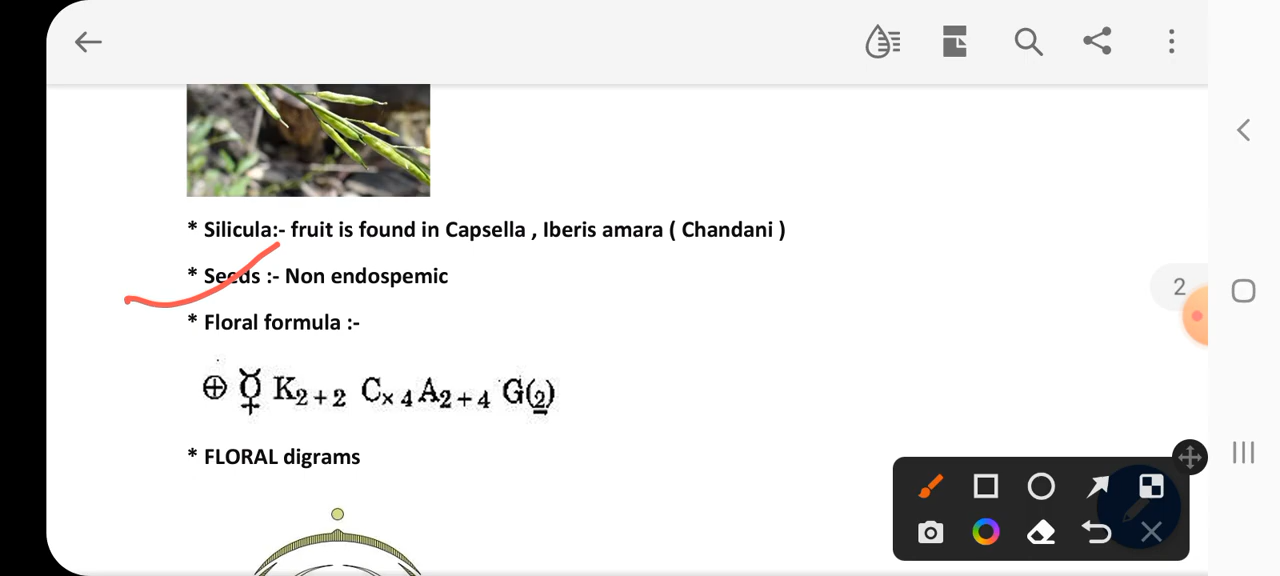 * Silicula:- fruit is found in Capsella , Iberis amara ( Chandani )
* Seeds :- Non endospemic
2
* Floral formula :-
⊕ ⚥ K2+2 C×4 A2+4 G(2)
* FLORAL digrams